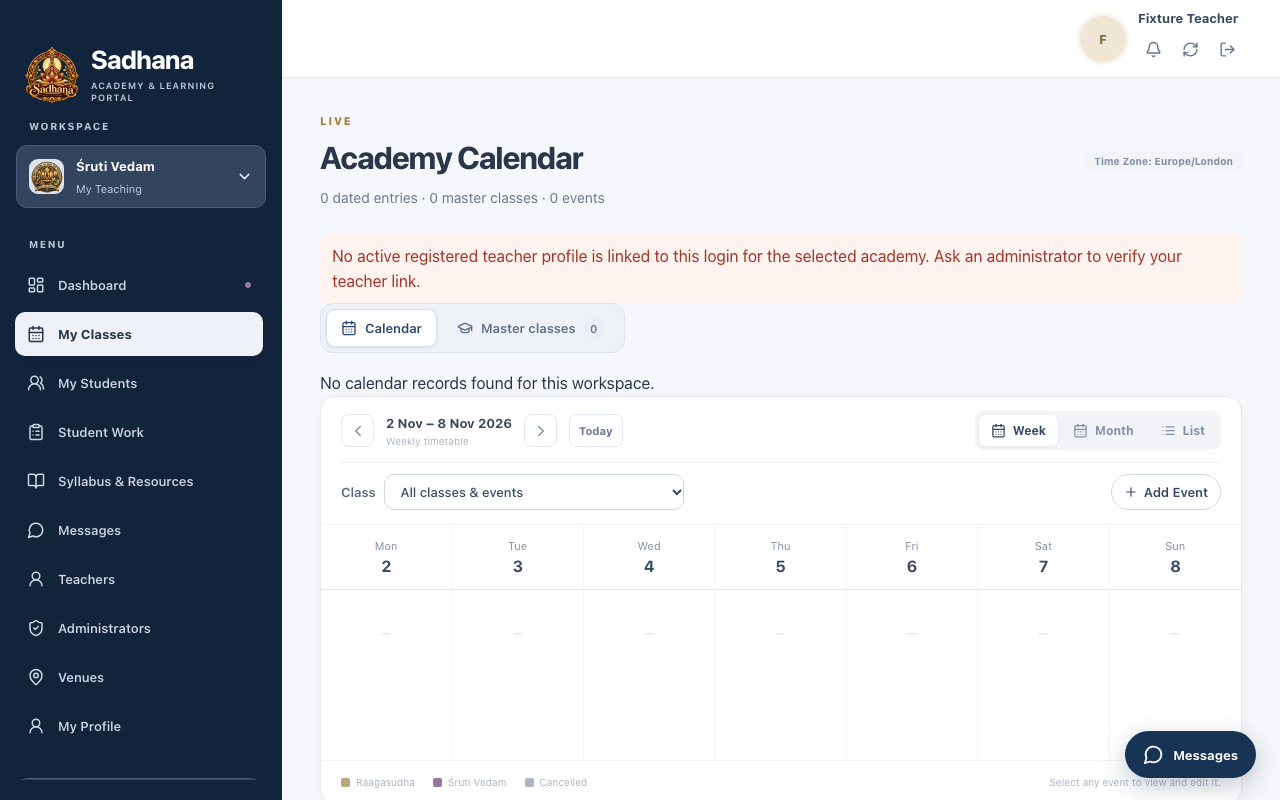 Sadhana
Sadhana
ACADEMY & LEARNING
PORTAL
WORKSPACE
Śruti Vedam
My Teaching
MENU
Dashboard
My Classes
My Students
Student Work
Syllabus & Resources
Messages
Teachers
Administrators
Venues
My Profile
F
Fixture Teacher
LIVE
Academy Calendar
Time Zone: Europe/London
0 dated entries · 0 master classes · 0 events
No active registered teacher profile is linked to this login for the selected academy. Ask an administrator to verify your
teacher link.
Calendar
Master classes 0
No calendar records found for this workspace.
2 Nov – 8 Nov 2026
Weekly timetable
Today
Week
Month
List
Class
All classes & events
Add Event
Mon Tue Wed Thu Fri Sat Sun
2 3 4 5 6 7 8
— — — — — — —
Raagasudha
Śruti Vedam
Cancelled
Select any event to view and edit it.
Messages